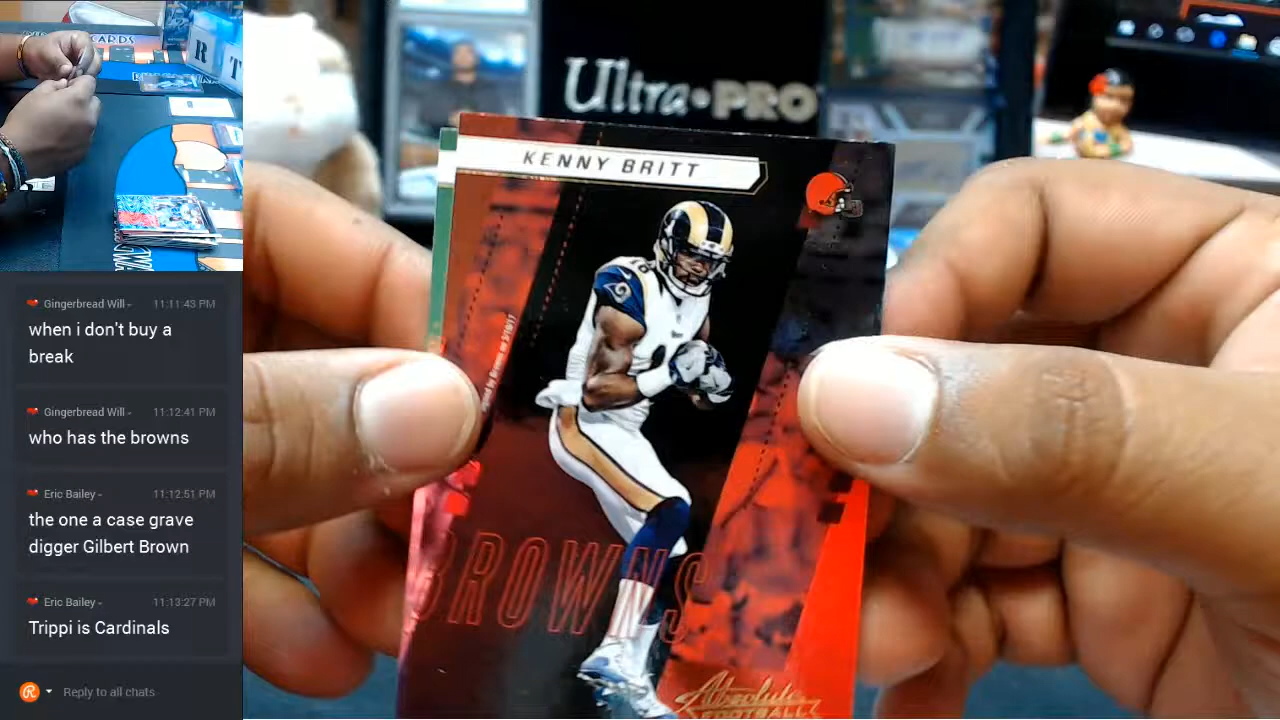 CARDS
R
T
Gingerbread Will - 11:11:43 PM
when i don't buy a
break
Gingerbread Will - 11:12:41 PM
who has the browns
Eric Bailey - 11:12:51 PM
the one a case grave
digger Gilbert Brown
Eric Bailey - 11:13:27 PM
Trippi is Cardinals
Reply to all chats
Ultra•PRO
KENNY BRITT
BROWNS
Absolute
FOOTBALL